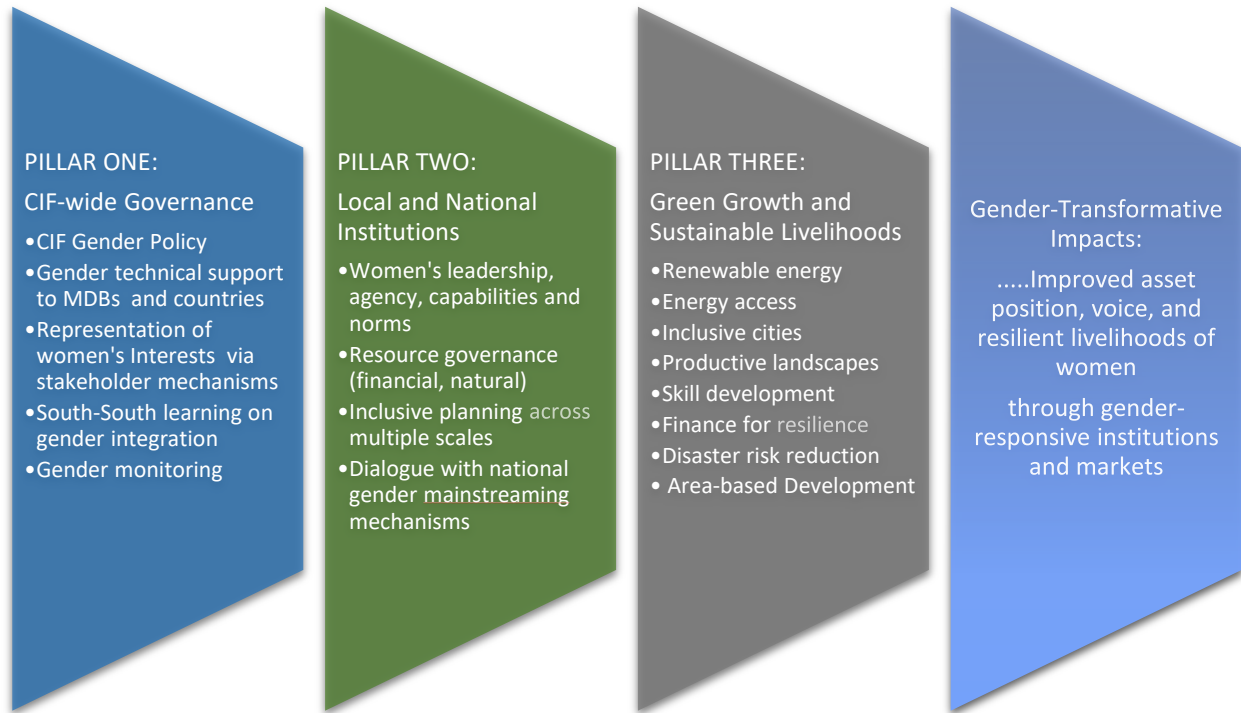 PILLAR ONE:
CIF-wide Governance
•CIF Gender Policy
•Gender technical support
to MDBs and countries
•Representation of
women's Interests via
stakeholder mechanisms
•South-South learning on
gender integration
•Gender monitoring
PILLAR TWO:
Local and National
Institutions
•Women's leadership,
agency, capabilities and
norms
•Resource governance
(financial, natural)
•Inclusive planning across
multiple scales
•Dialogue with national
gender mainstreaming
mechanisms
PILLAR THREE:
Green Growth and
Sustainable Livelihoods
•Renewable energy
•Energy access
•Inclusive cities
•Productive landscapes
•Skill development
•Finance for resilience
•Disaster risk reduction
• Area-based Development
Gender-Transformative
Impacts:
.....Improved asset
position, voice, and
resilient livelihoods of
women
through gender-
responsive institutions
and markets